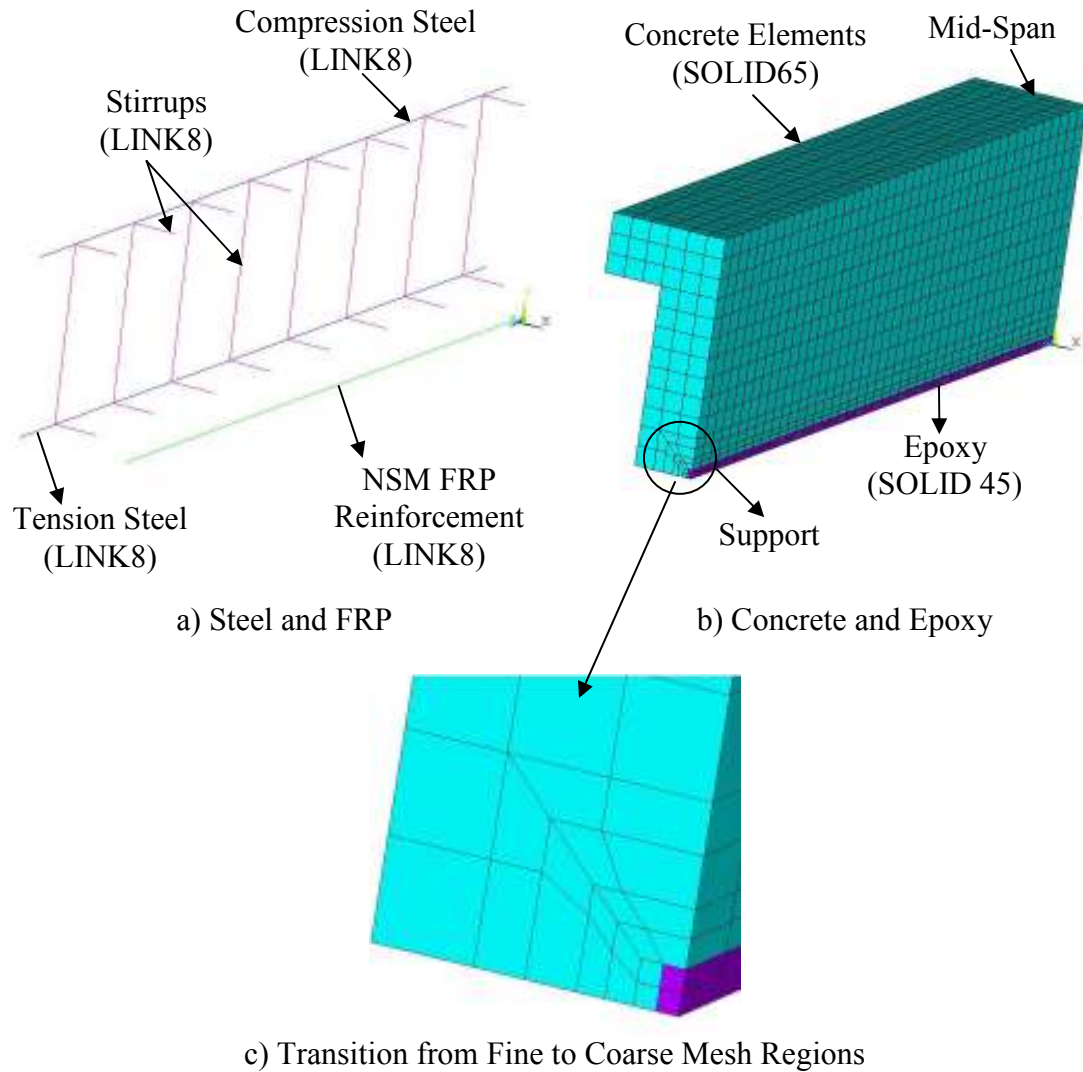 Compression Steel
(LINK8)
Stirrups
(LINK8)
Tension Steel
(LINK8)
NSM FRP
Reinforcement
(LINK8)
X
a) Steel and FRP
Concrete Elements
(SOLID65)
Mid-Span
X
Epoxy
(SOLID 45)
Support
b) Concrete and Epoxy
c) Transition from Fine to Coarse Mesh Regions